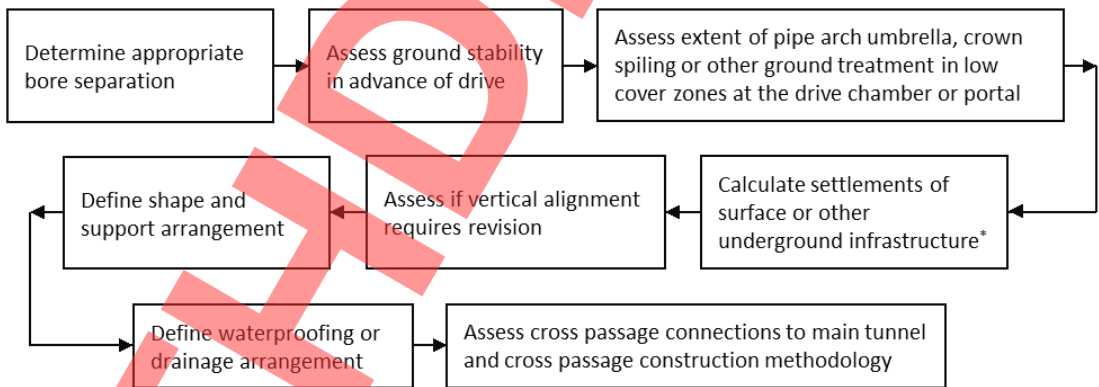 Determine appropriate
bore separation
Assess ground stability
in advance of drive
Assess extent of pipe arch umbrella, crown
spiling or other ground treatment in low
cover zones at the drive chamber or portal
Calculate settlements of
surface or other
underground infrastructure*
Assess if vertical alignment
requires revision
Define shape and
support arrangement
Define waterproofing or
drainage arrangement
Assess cross passage connections to main tunnel
and cross passage construction methodology